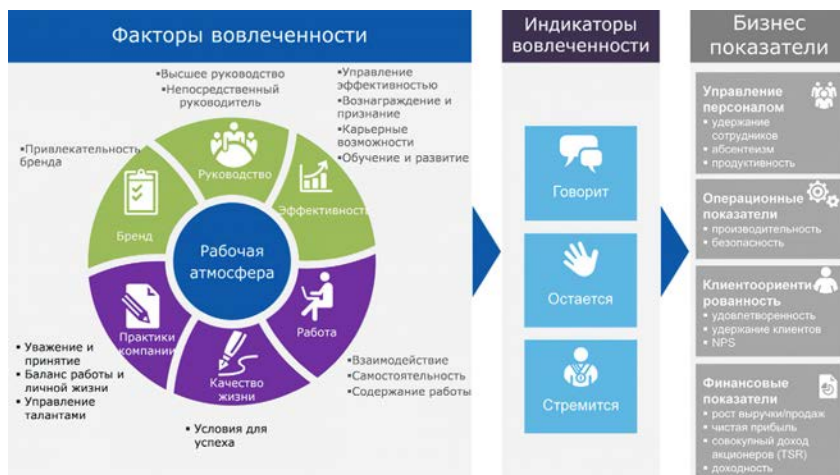 Факторы вовлеченности
▪Высшее руководство
▪Непосредственный
руководитель
▪Управление
эффективностью
▪Вознаграждение и
признание
▪Карьерные
возможности
▪Обучение и развитие
▪Привлекательность
бренда
Руководство
Эффективность
Бренд
Рабочая
атмосфера
Практики
компании
Работа
Качество
жизни
▪ Уважение и
принятие
▪ Баланс работы и
личной жизни
▪ Управление
талантами
▪Взаимодействие
▪Самостоятельность
▪Содержание работы
▪ Условия для
успеха
Индикаторы
вовлеченности
Говорит
Остается
Стремится
Бизнес
показатели
Управление
персоналом
▪ удержание
сотрудников
▪ абсентеизм
▪ продуктивность
Операционные
показатели
▪ производительность
▪ безопасность
Клиентоориенти
рованность
▪ удовлетворенность
▪ удержание клиентов
▪ NPS
Финансовые
показатели
▪ рост выручки/продаж
▪ чистая прибыль
▪ совокупный доход
акционеров (TSR)
▪ доходность